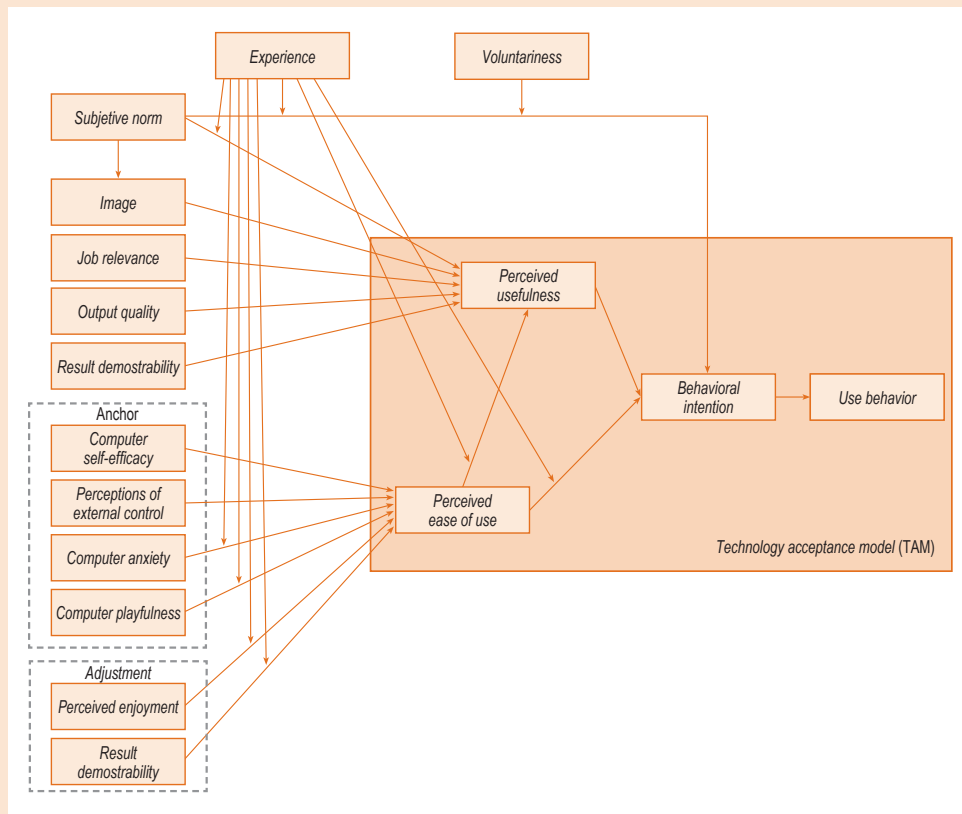 Experience
Voluntariness
Subjetive norm
Image
Job relevance
Output quality
Result demostrability
Perceived
usefulness
Behavioral
intention
Use behavior
Anchor
Computer
self-efficacy
Perceptions of
external control
Computer anxiety
Computer playfulness
Perceived
ease of use
Technology acceptance model (TAM)
Adjustment
Perceived enjoyment
Result
demostrability